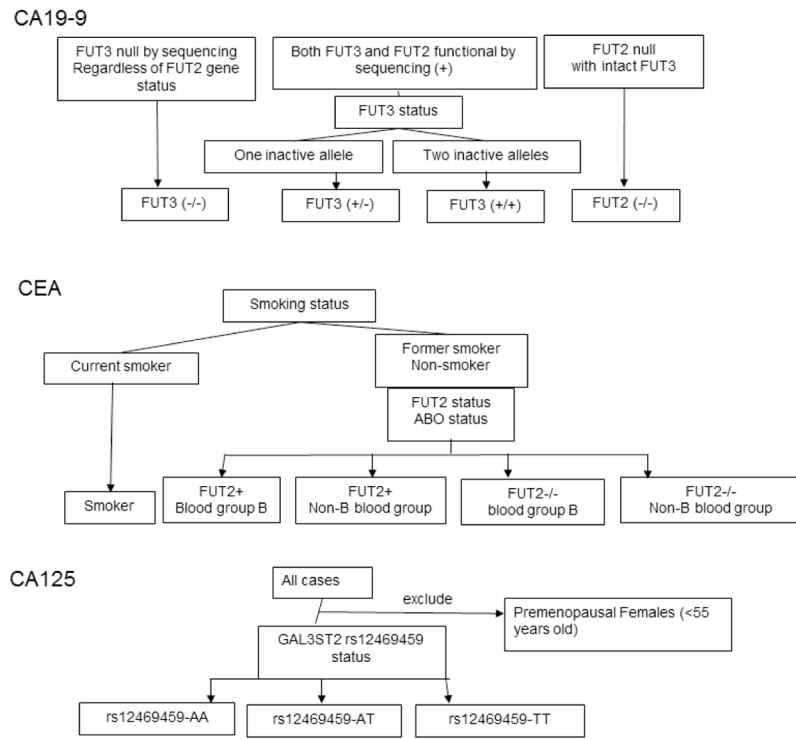 CA19-9
FUT3 null by sequencing
Regardless of FUT2 gene
status
Both FUT3 and FUT2 functional by
sequencing (+)
FUT2 null
with intact FUT3
FUT3 status
One inactive allele
Two inactive alleles
FUT3 (-/-)
FUT3 (+/-)
FUT3 (+/+)
FUT2 (-/-)
CEA
Smoking status
Current smoker
Former smoker
Non-smoker
FUT2 status
ABO status
Smoker
FUT2+
Blood group B
FUT2+
Non-B blood group
FUT2-/-
blood group B
FUT2-/-
Non-B blood group
CA125
All cases
exclude
Premenopausal Females (<55
years old)
GAL3ST2 rs12469459
status
rs12469459-AA
rs12469459-AT
rs12469459-TT